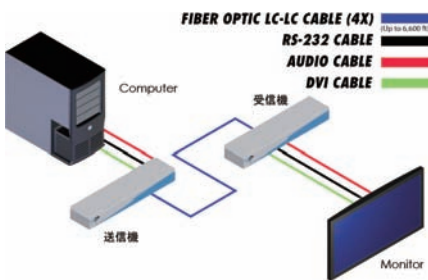 FIBER OPTIC LC-LC CABLE (4X)
(Up to 6,600 ft)
RS-232 CABLE
AUDIO CABLE
DVI CABLE
Computer
受信機
送信機
Monitor